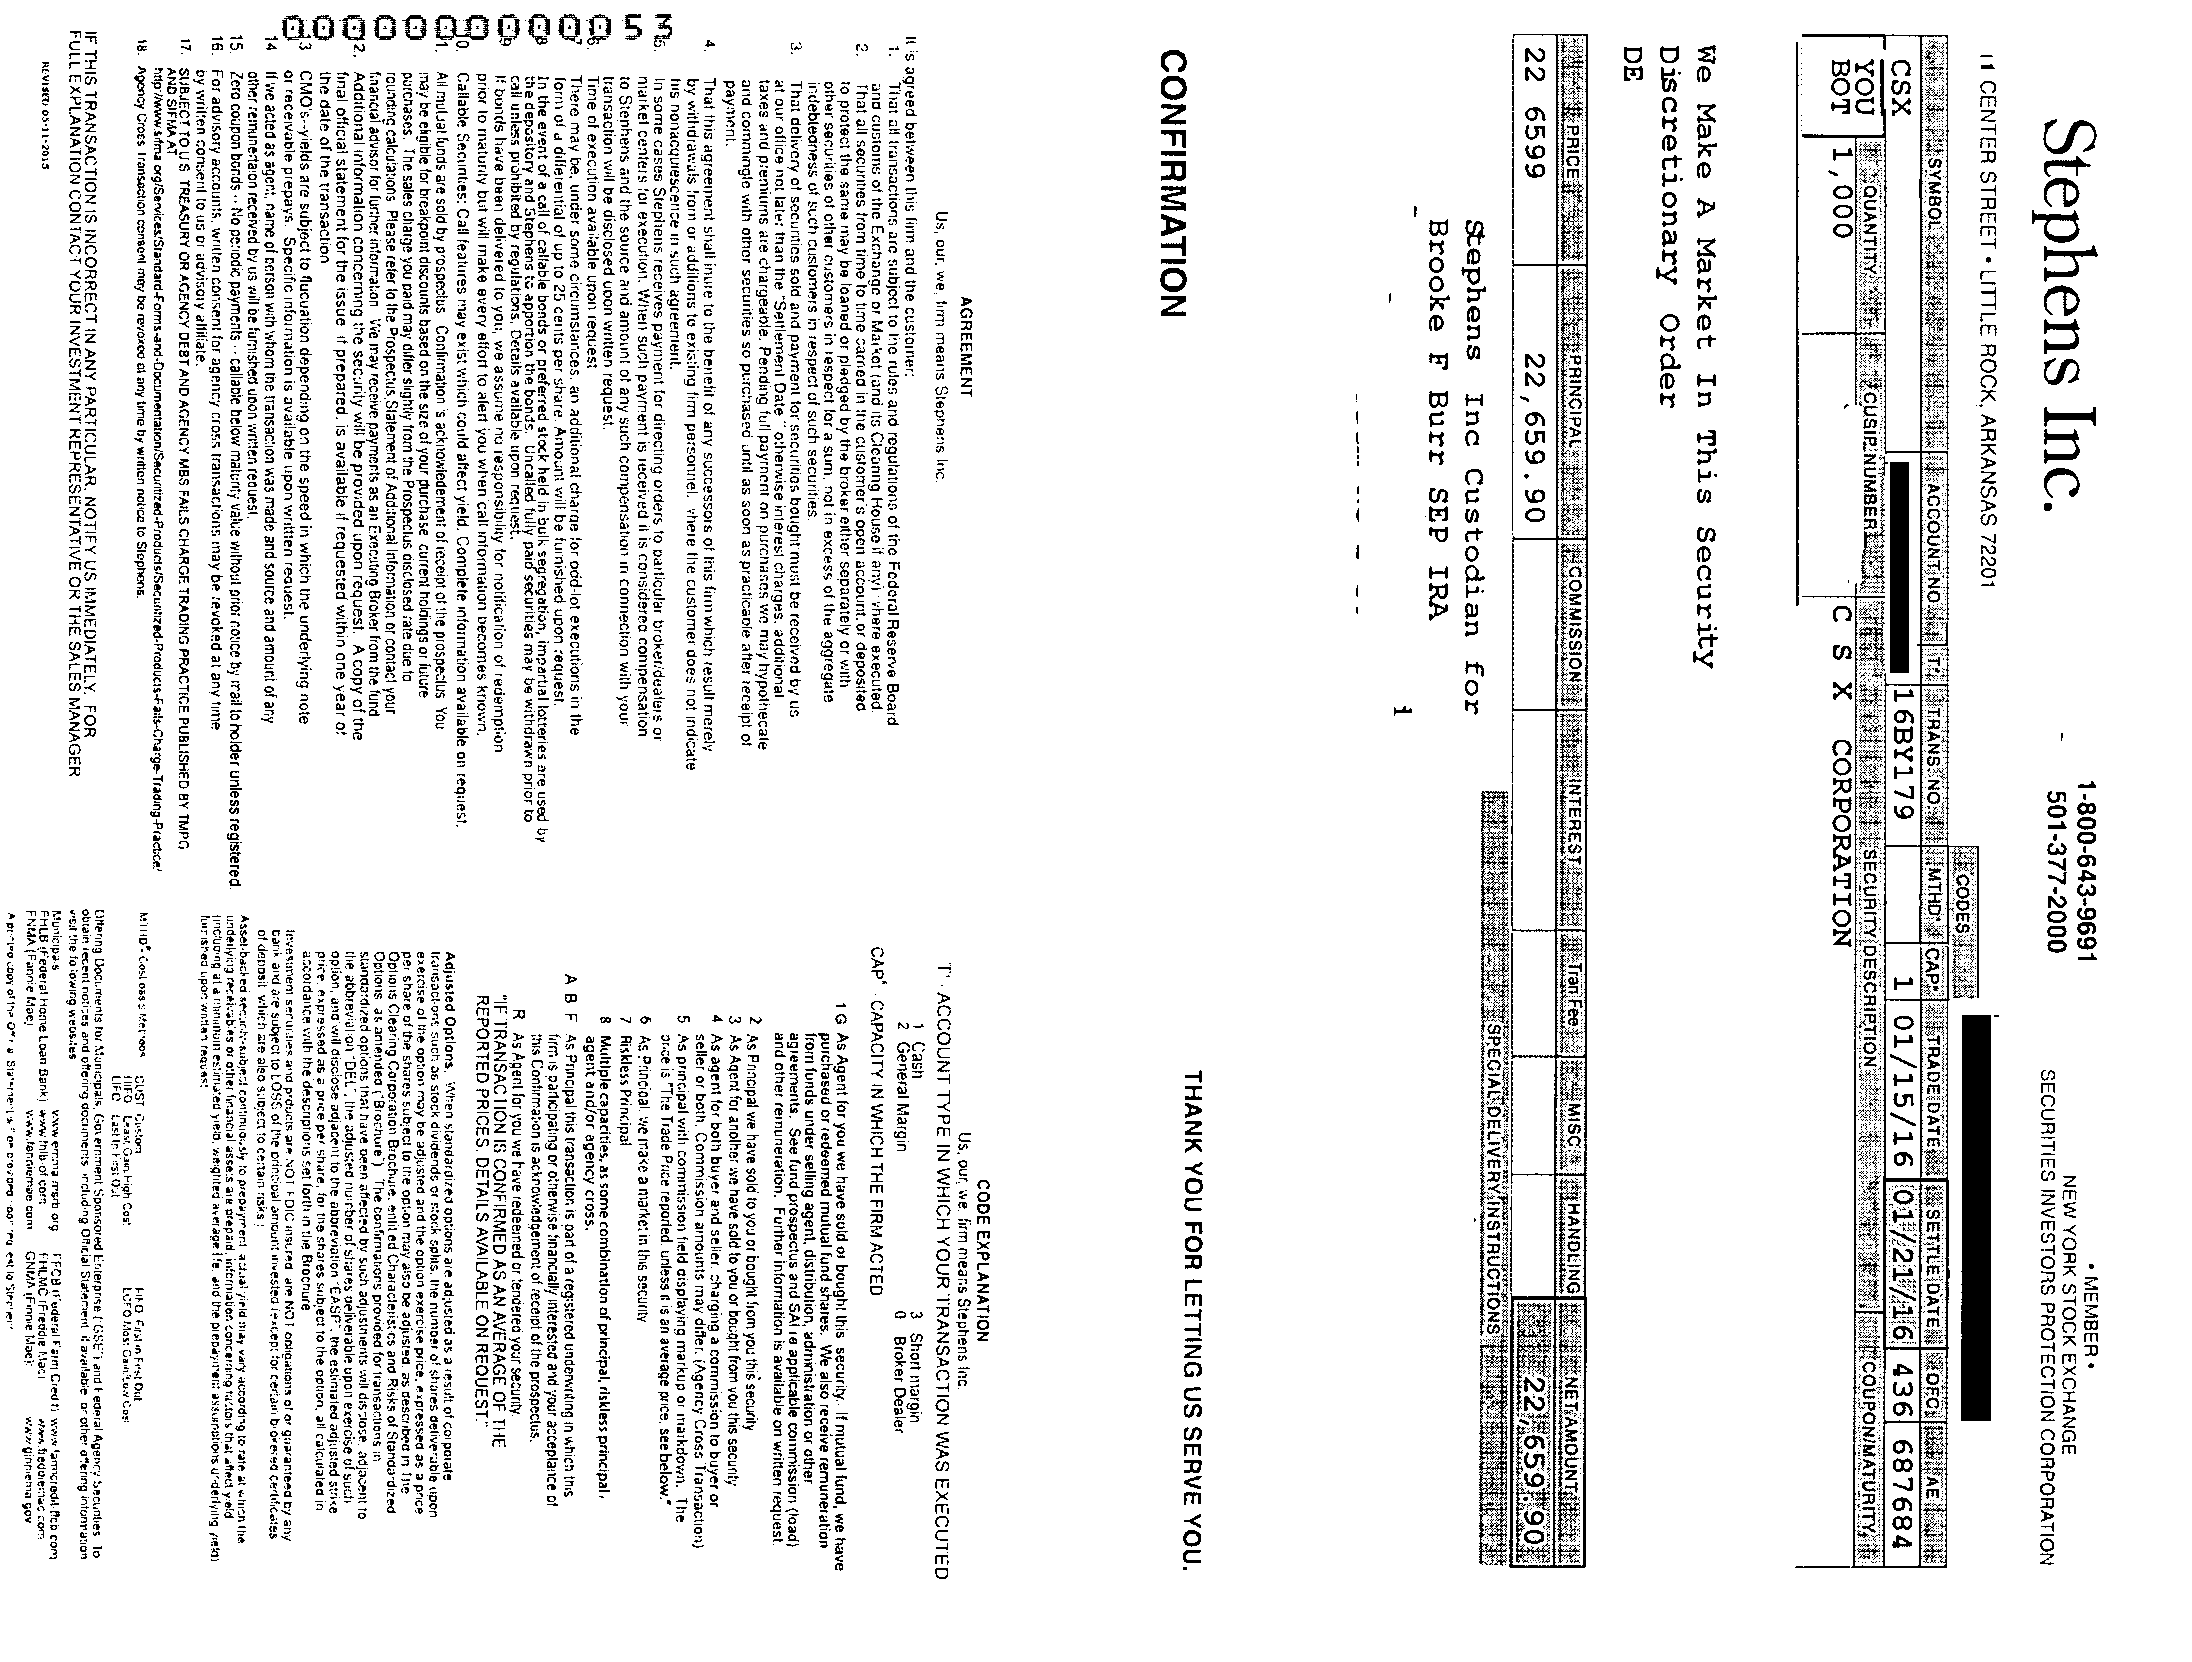 Stephens Inc.
11 CENTER STREET • LITTLE ROCK, ARKANSAS 72201
1-800-643-9691
501-377-2000
• MEMBER •
NEW YORK STOCK EXCHANGE
SECURITIES INVESTORS PROTECTION CORPORATION
CODES
SYMBOL ACCOUNT NO. T* TRANS. NO. MTHD* CAP* TRADE DATE SETTLE DATE OFC. AE
CSX 1 6BY179 1 01/15/16 01/21/16 436 687684
YOU BOT
QUANTITY CUSIP NUMBER SECURITY DESCRIPTION COUPON/MATURITY
1,000 C S X CORPORATION
We Make A Market In This Security
Discretionary Order
DE
PRICE PRINCIPAL COMMISSION INTEREST Tran Fee MISC. HANDLING NET AMOUNT
22 6599 22,659.90 22,659.90
SPECIAL DELIVERY INSTRUCTIONS
Stephens Inc Custodian for
Brooke F Burr SEP IRA
CONFIRMATION
THANK YOU FOR LETTING US SERVE YOU.
AGREEMENT
Us, our, we, firm means Stephens Inc.
It is agreed between this firm and the customer:
1. That all transactions are subject to the rules and regulations of the Federal Reserve Board
and customs of the Exchange or Market (and its Clearing House if any) where executed.
2. That all securities from time to time carried in the customer's open account, or deposited
to protect the same may be loaned or pledged by the broker either separately or with
other securities of other customers in respect for a sum, not in excess of the aggregate
indebtedness of such customers in respect of such securities.
3. That delivery of securities sold and payment for securities bought must be received by us
at our office not later than the "Settlement Date", otherwise interest charges, additional
taxes and premiums are chargeable. Pending full payment on purchases we may hypothecate
and commingle with other securities so purchased until as soon as practicable after receipt of
payment.
4. That this agreement shall inure to the benefit of any successors of this firm which result merely
by withdrawals from or additions to existing firm personnel, where the customer does not indicate
his nonacquiescence in such agreement.
5. In some cases Stephens receives payment for directing orders to particular broker/dealers or
market centers for execution. When such payment is received it is considered compensation
to Stephens and the source and amount of any such compensation in connection with your
transaction will be disclosed upon written request.
6. Time of execution available upon request
There may be, under some circumstances, an additional charge for odd-lot executions in the
form of a differential of up to 25 cents per share. Amount will be furnished upon request.
In the event of a call of callable bonds or preferred stock held in bulk segregation, impartial lotteries are used by
the depository and Stephens to apportion the bonds. Uncalled fully paid securities may be withdrawn prior to
call unless prohibited by regulations. Details available upon request.
If bonds have been delivered to you, we assume no responsibility for notification of redemption
prior to maturity but will make every effort to alert you when call information becomes known.
Callable Securities: Call features may exist which could affect yield. Complete information available on request.
All mutual funds are sold by prospectus. Confirmation is acknowledement of receipt of the prospectus. You
may be eligible for breakpoint discounts based on the size of your purchase, current holdings or future
purchases. The sales charge you paid may differ slightly from the Prospectus disclosed rate due to
rounding calculations. Please refer to the Prospectus, Statement of Additional Information or contact your
financial advisor for further information. We may receive payments as an Executing Broker from the fund
2. Additional information concerning the security will be provided upon request. A copy of the
final official statement for the issue, if prepared, is available if requested within one year of
the date of the transaction
3 CMO's--yields are subject to flucuation depending on the speed in which the underlying note
or receivable prepays. Specific information is available upon written request.
14 If we acted as agent, name of person with whom the transaction was made and source and amount of any
other remuneration received by us will be furnished upon written request.
15 Zero coupon bonds -- No periodic payments -- callable below maturity value without prior notice by mail to holder unless registered.
16. For advisory accounts, written consent for agency cross transactions may be revoked at any time
by written consent to us or advisory affiliate.
17. SUBJECT TO U.S. TREASURY OR AGENCY DEBT AND AGENCY MBS FAILS CHARGE TRADING PRACTICE PUBLISHED BY TMPG
AND SIFMA AT
http://www.sifma.org/Services/Standard-Forms-and-Documentation/Securitized-Products/Securitized-Products-Fails-Charge-Trading-Practice/
18. Agency Cross Transaction consent may be revoked at any time by written notice to Stephens.
IF THIS TRANSACTION IS INCORRECT IN ANY PARTICULAR, NOTIFY US IMMEDIATELY. FOR
FULL EXPLANATION CONTACT YOUR INVESTMENT REPRESENTATIVE OR THE SALES MANAGER
REVISED 05-11-2015
CODE EXPLANATION
Us, our, we, firm means Stephens Inc.
T* - ACCOUNT TYPE IN WHICH YOUR TRANSACTION WAS EXECUTED
1 Cash 3 Short margin
2 General Margin 0 Broker Dealer
CAP* CAPACITY IN WHICH THE FIRM ACTED
1 G As Agent for you we have sold or bought this security. If mutual fund, we have
purchased or redeemed mutual fund shares. We also receive remuneration
from funds under selling agent, distribution, administration or other
agreements. See fund prospectus and SAI re applicable commission (load)
and other remuneration. Further information is available on written request.
2 As Principal we have sold to you or bought from you this security
3 As Agent for another we have sold to you or bought from you this security
4 As agent for both buyer and seller, charging a commission to buyer or
seller or both. Commission amounts may differ. (Agency Cross Transaction)
5 As principal with commission field displaying markup or markdown. The
price is "The Trade Price reported, unless it is an average price, see below."
6 As Principal, we make a market in this security
7 Riskless Principal
8 Multiple capacities, as some combination of principal, riskless principal,
agent and/or agency cross.
A B F As Principal this transaction is part of a registered underwriting in which this
firm is participating or otherwise financially interested and your acceptance of
this Confirmation is acknowledgement of receipt of the prospectus.
R As Agent for you we have redeemed or tendered your security
"IF TRANSACTION IS CONFIRMED AS AN AVERAGE OF THE
REPORTED PRICES, DETAILS AVAILABLE ON REQUEST."
Adjusted Options. When standardized options are adjusted as a result of corporate
transactions such as stock dividends or stock splits, the number of shares deliverable upon
exercise of the option may be adjusted and the option exercise price, expressed as a price
per share of the shares subject to the option may also be adjusted, as described in the
Options Clearing Corporation Brochure, entitled Characteristics and Risks of Standardized
Options, as amended ("Brochure"). The confirmations provided for transactions in
standardized options that have been affected by such adjustments will disclose, adjacent to
the abbreviation "DEL", the adjusted number of shares deliverable upon exercise of such
option, and will disclose adjacent to the abbreviation "EASP", the estimated adjusted strike
price, expressed as a price per share, for the shares subject to the option, all calculated in
accordance with the descriptions set forth in the Brochure
Investment securities and products are NOT FDIC insured, are NOT obligations of or guaranteed by any
bank and are subject to LOSS of the principal amount invested (except for certain brokered certificates
of deposit which are also subject to certain risks.)
Asset-backed security-subject continuously to prepayment, actual yield may vary according to rate at which the
underlying receivables or other financial assets are prepaid, information concerning factors that affect yield
(including at a minimum estimated yield, weighted average life, and the prepayment assumptions underlying yield)
furnished upon written request
MTHD* Cost Basis Methods CUST Custom FIFO First in First Out
HIFO Least Gain/High Cost LOFO Most Gain/Low Cost
LIFO Last In First Out
Offering Documents for Municipals, Government Sponsored Enterprise (GSE) and Federal Agency Securities To
obtain recent notices and offering documents, including Official Statement, if available or other offering information
visit the following websites
Municipals www.emma.msrb.org FFCB (Federal Farm Credit) www.farmcredit-ffcb.com
FHLB (Federal Home Loan Bank) www.fhlb-of.com FHLMC (Freddie Mac) www.freddiemac.com
FNMA (Fannie Mae) www.fanniemae.com GNMA (Ginnie Mae) www.ginniemae.gov